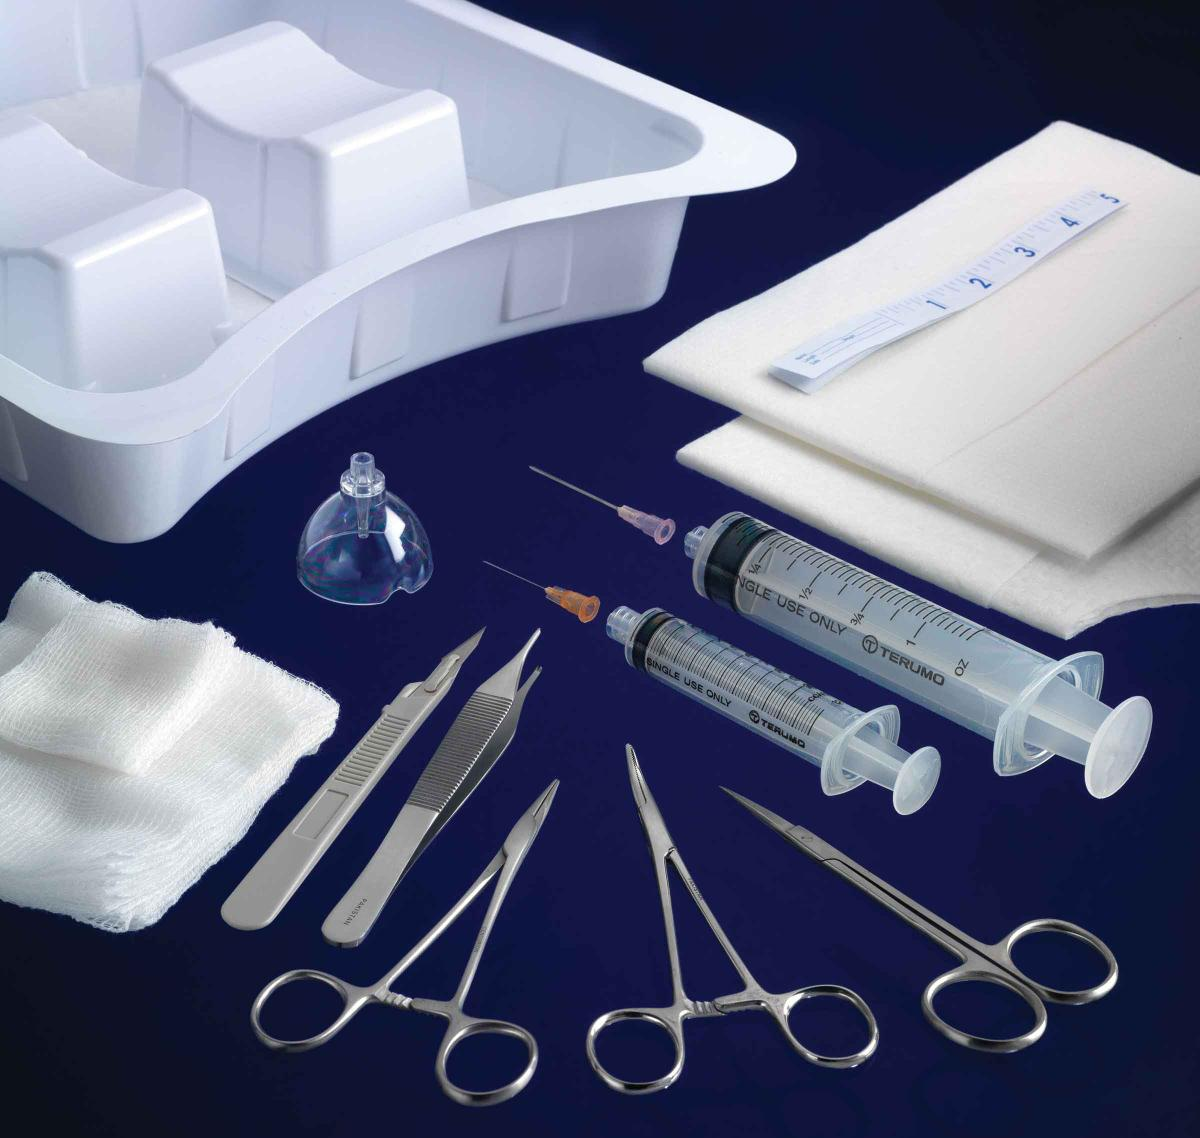 1 2 3 4 5
1/4 1/2 3/4 1 OZ
SINGLE USE ONLY
TERUMO
SINGLE USE ONLY
TERUMO
PAKISTAN